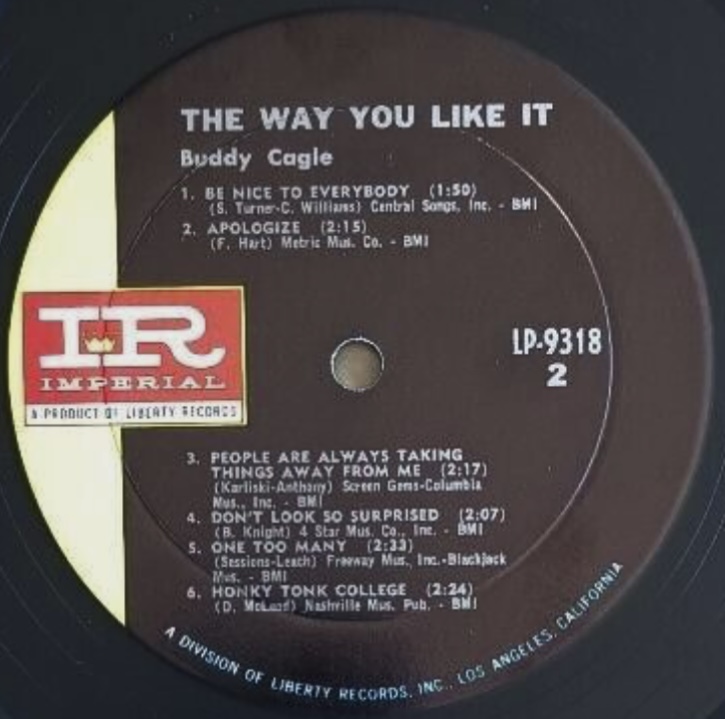 THE WAY YOU LIKE IT
Buddy Cagle
1. BE NICE TO EVERYBODY (1:50)
(S. Turner-C. Williams) Central Songs, Inc. - BMI
2. APOLOGIZE (2:15)
(F. Hart) Metric Mus. Co. - BMI
IR
IMPERIAL
A PRODUCT OF LIBERTY RECORDS
LP-9318
2
3. PEOPLE ARE ALWAYS TAKING
THINGS AWAY FROM ME (2:17)
(Karliski-Anthony) Screen Gems-Columbia
Mus., Inc. - BMI
4. DON'T LOOK SO SURPRISED (2:07)
(B. Knight) 4 Star Mus. Co., Inc. - BMI
5. ONE TOO MANY (2:33)
(Sessions-Leach) Freeway Mus, Inc.-Blackjack
Mus. - BMI
6. HONKY TONK COLLEGE (2:24)
(D. McLeod) Nashville Mus. Pub. - BMI
A DIVISION OF LIBERTY RECORDS, INC., LOS ANGELES, CALIFORNIA